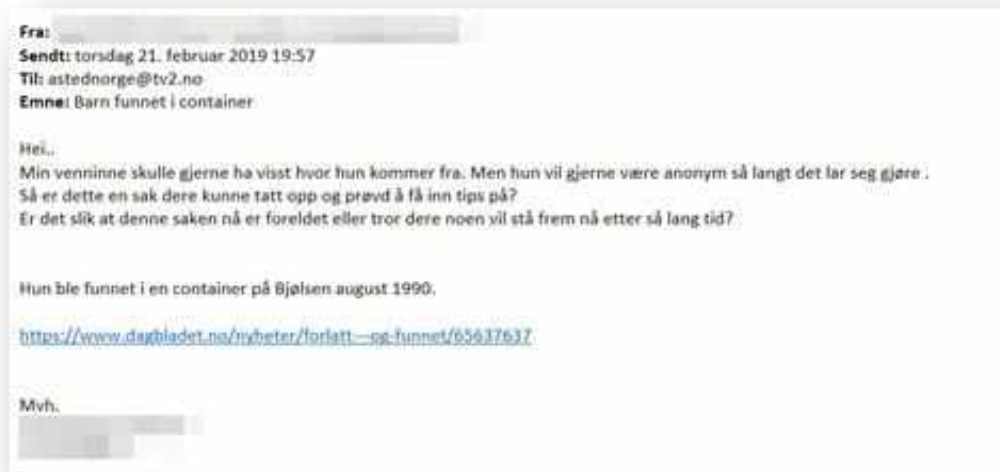 Fra:
Sendt: torsdag 21. februar 2019 19:57
Til: astednorge@tv2.no
Emne: Barn funnet i container
Hei..
Min venninne skulle gjerne ha visst hvor hun kommer fra. Men hun vil gjerne være anonym så langt det lar seg gjøre .
Så er dette en sak dere kunne tatt opp og prøvd å få inn tips på?
Er det slik at denne saken nå er foreldet eller tror dere noen vil stå frem nå etter så lang tid?
Hun ble funnet i en container på Bjølsen august 1990.
https://www.dagbladet.no/nyheter/forlatt---og-funnet/65637637
Mvh.